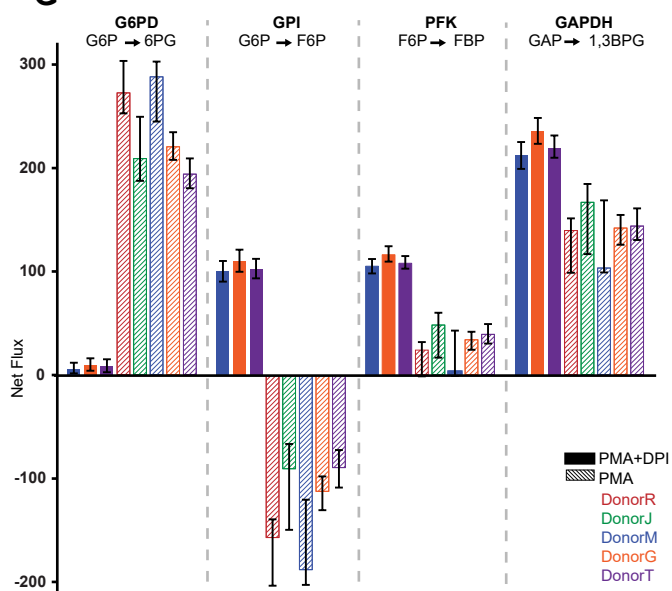 G6PD
G6P → 6PG
GPI
G6P → F6P
PFK
F6P → FBP
GAPDH
GAP → 1,3BPG
300
200
100
0
-100
-200
Net Flux
PMA+DPI
PMA
DonorR
DonorJ
DonorM
DonorG
DonorT